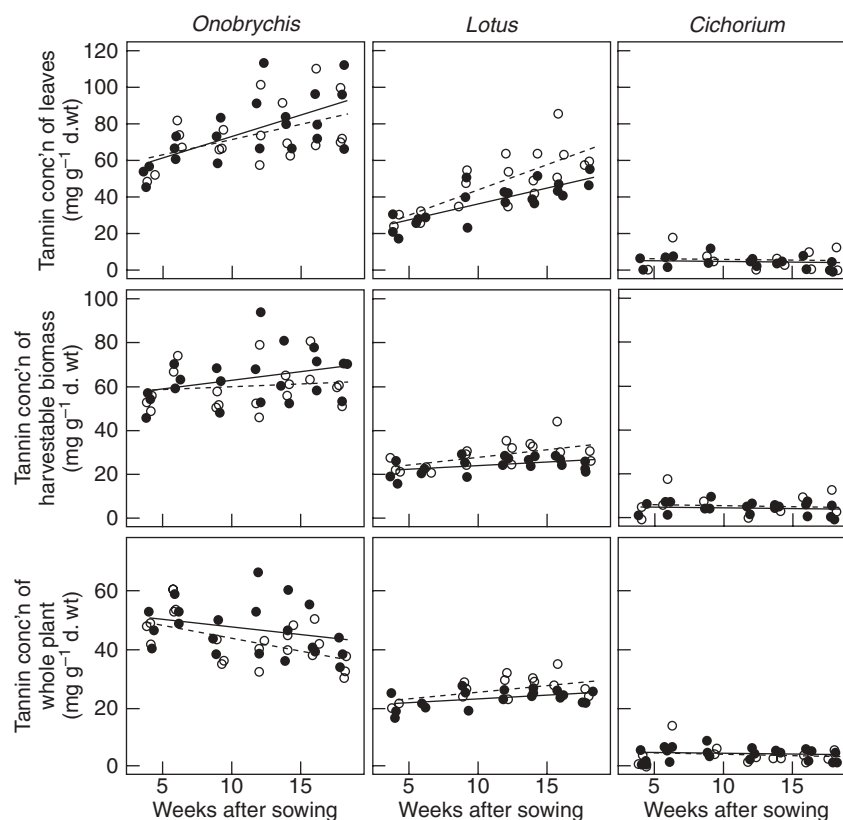 Onobrychis Lotus Cichorium
Tannin conc'n of leaves
(mg g⁻¹ d.wt)
120
100
80
60
40
20
0
Tannin conc'n of
harvestable biomass
(mg g⁻¹ d. wt)
100
80
60
40
20
0
Tannin conc'n of
whole plant
(mg g⁻¹ d. wt)
60
40
20
0
5 10 15 5 10 15 5 10 15
Weeks after sowing Weeks after sowing Weeks after sowing